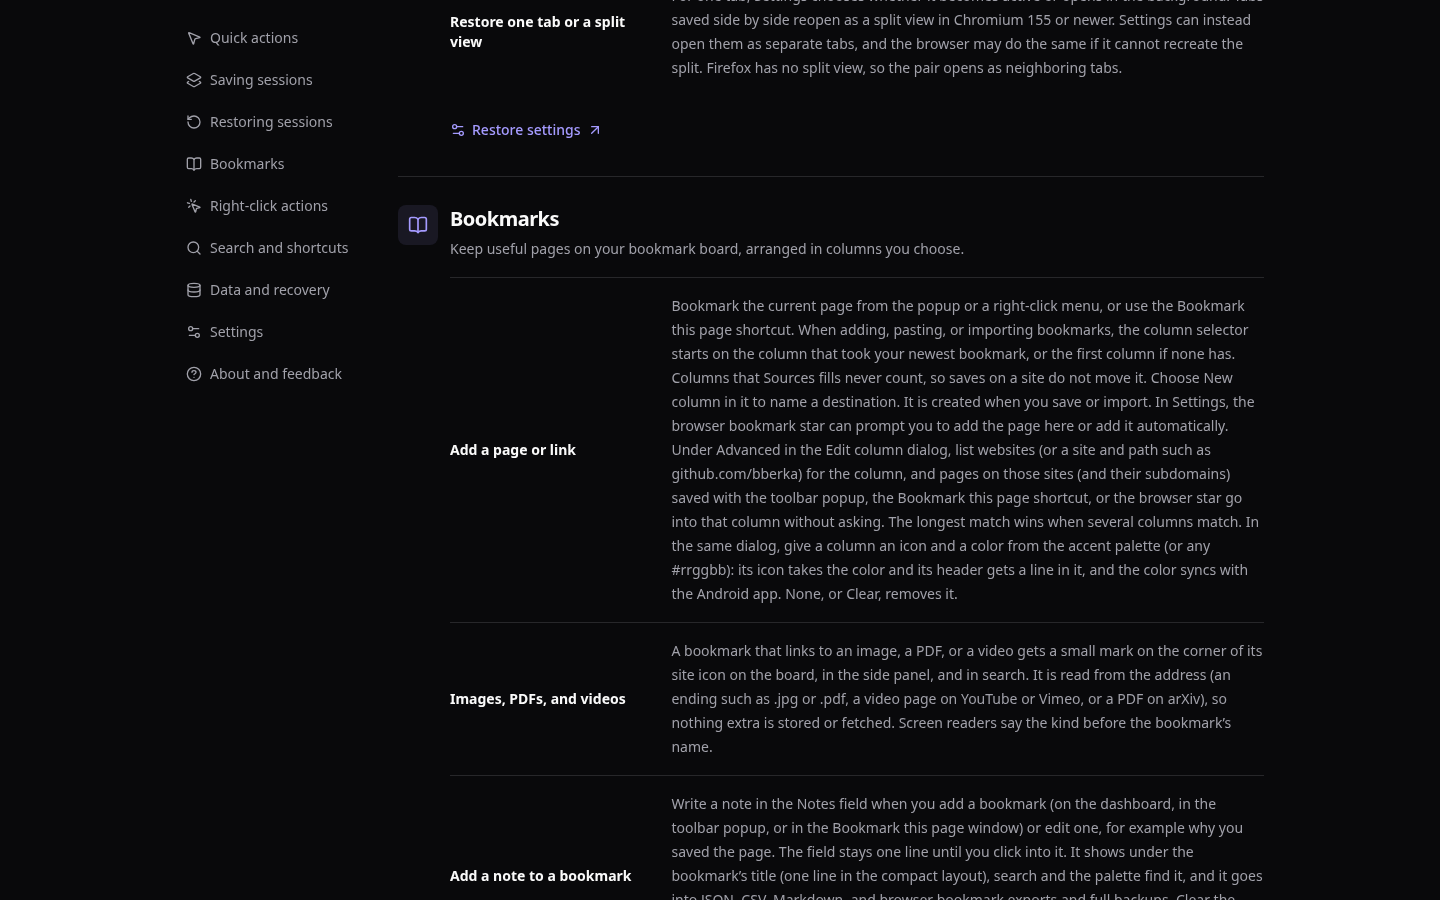 Quick actions
Saving sessions
Restoring sessions
Bookmarks
Right-click actions
Search and shortcuts
Data and recovery
Settings
About and feedback
Restore one tab or a split
view
saved side by side reopen as a split view in Chromium 155 or newer. Settings can instead
open them as separate tabs, and the browser may do the same if it cannot recreate the
split. Firefox has no split view, so the pair opens as neighboring tabs.
Restore settings
Bookmarks
Keep useful pages on your bookmark board, arranged in columns you choose.
Add a page or link
Bookmark the current page from the popup or a right-click menu, or use the Bookmark
this page shortcut. When adding, pasting, or importing bookmarks, the column selector
starts on the column that took your newest bookmark, or the first column if none has.
Columns that Sources fills never count, so saves on a site do not move it. Choose New
column in it to name a destination. It is created when you save or import. In Settings, the
browser bookmark star can prompt you to add the page here or add it automatically.
Under Advanced in the Edit column dialog, list websites (or a site and path such as
github.com/bberka) for the column, and pages on those sites (and their subdomains)
saved with the toolbar popup, the Bookmark this page shortcut, or the browser star go
into that column without asking. The longest match wins when several columns match. In
the same dialog, give a column an icon and a color from the accent palette (or any
#rrggbb): its icon takes the color and its header gets a line in it, and the color syncs with
the Android app. None, or Clear, removes it.
Images, PDFs, and videos
A bookmark that links to an image, a PDF, or a video gets a small mark on the corner of its
site icon on the board, in the side panel, and in search. It is read from the address (an
ending such as .jpg or .pdf, a video page on YouTube or Vimeo, or a PDF on arXiv), so
nothing extra is stored or fetched. Screen readers say the kind before the bookmark’s
name.
Add a note to a bookmark
Write a note in the Notes field when you add a bookmark (on the dashboard, in the
toolbar popup, or in the Bookmark this page window) or edit one, for example why you
saved the page. The field stays one line until you click into it. It shows under the
bookmark’s title (one line in the compact layout), search and the palette find it, and it goes
into JSON, CSV, Markdown, and browser bookmark exports and full backups. Clear the